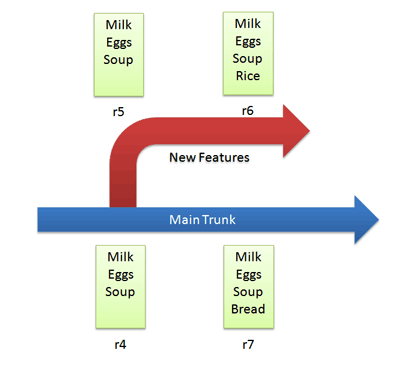 Milk
Eggs
Soup
r5
Milk
Eggs
Soup
Rice
r6
New Features
Main Trunk
Milk
Eggs
Soup
r4
Milk
Eggs
Soup
Bread
r7